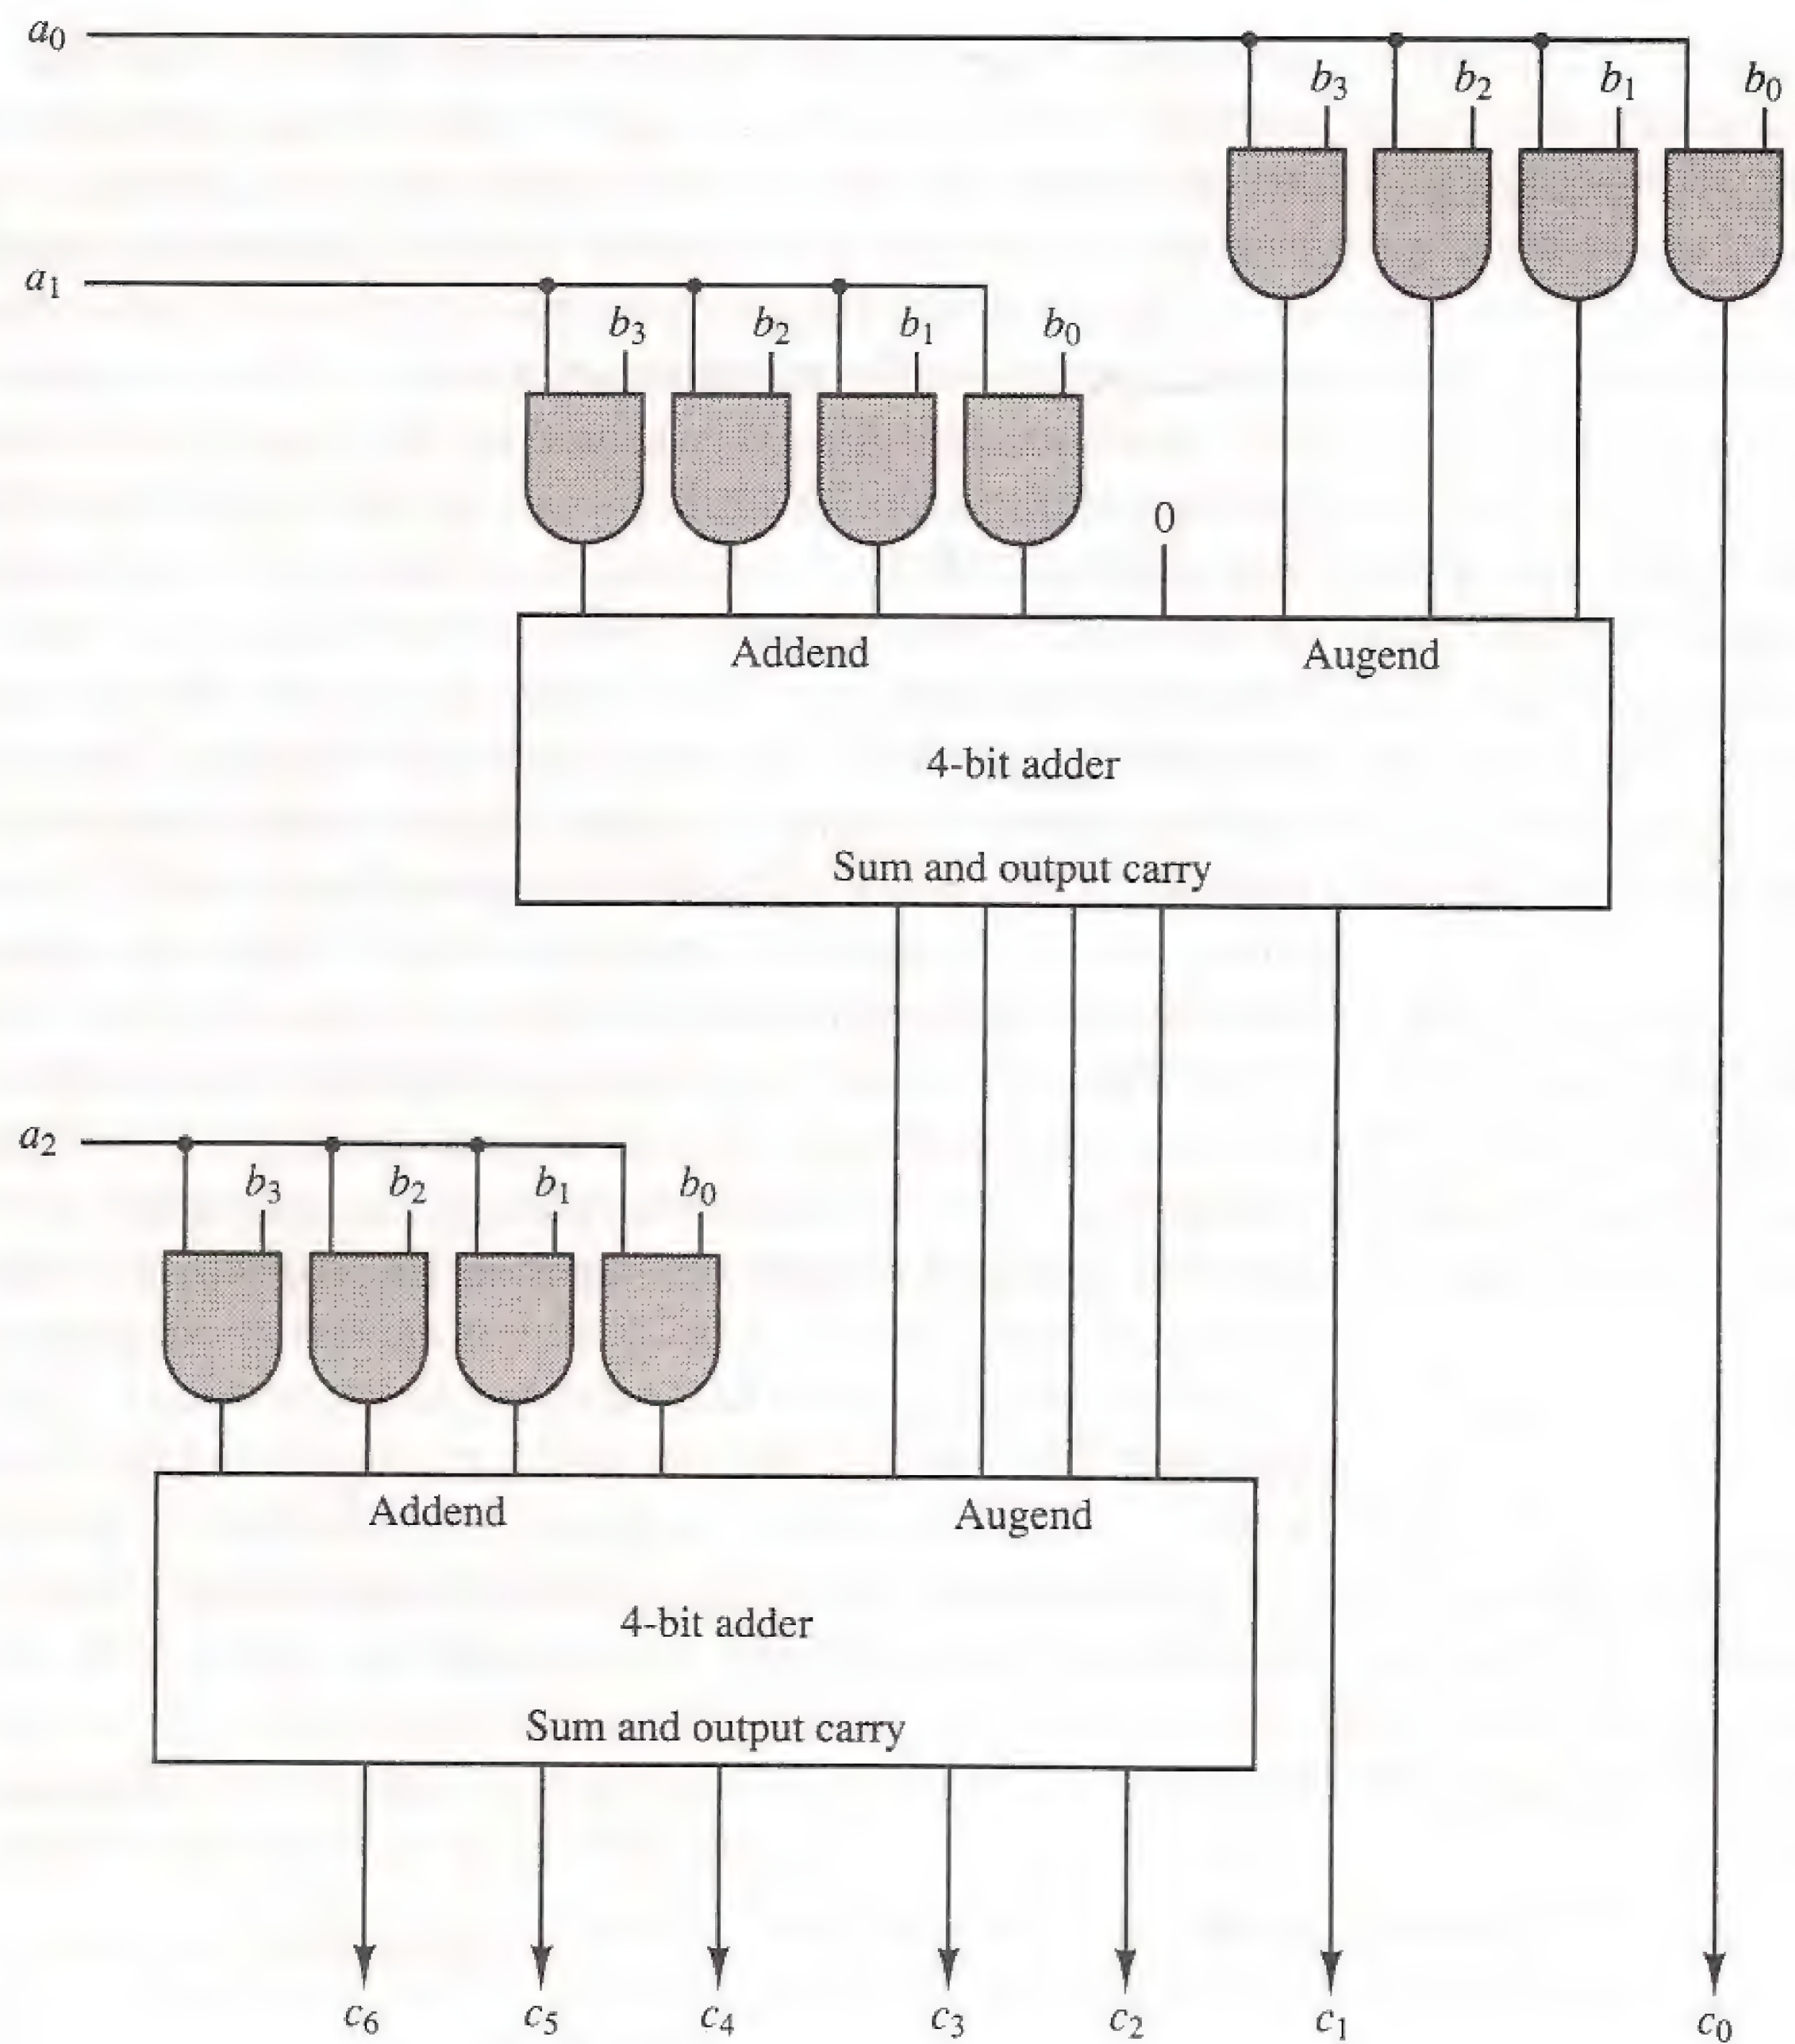 a0
b3 b2 b1 b0
a1
b3 b2 b1 b0
0
Addend Augend
4-bit adder
Sum and output carry
a2
b3 b2 b1 b0
Addend Augend
4-bit adder
Sum and output carry
c6 c5 c4 c3 c2 c1 c0